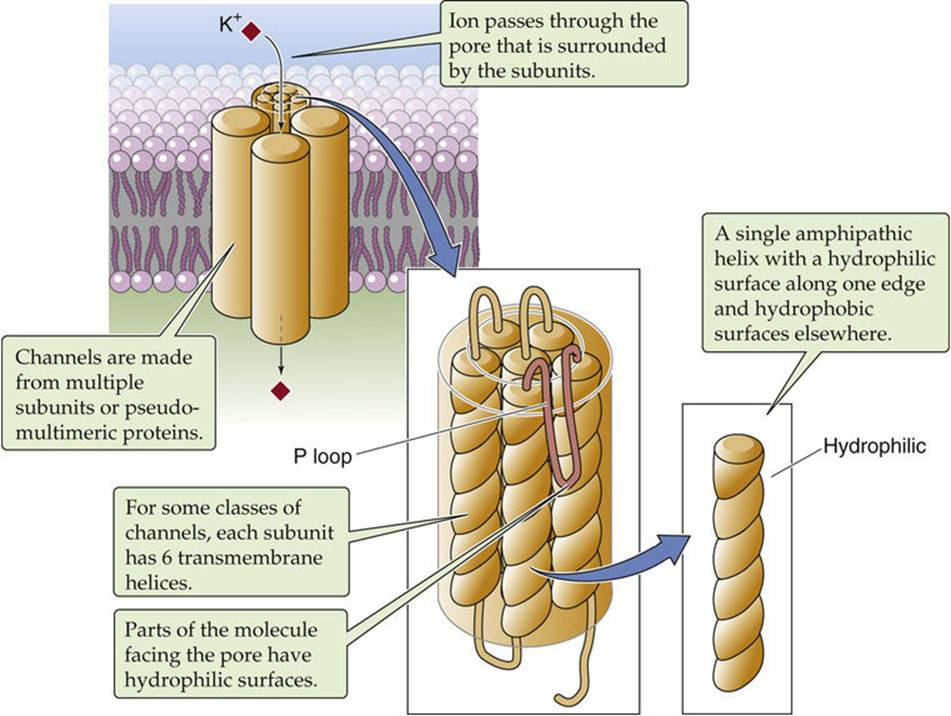 K+
Ion passes through the
pore that is surrounded
by the subunits.
A single amphipathic
helix with a hydrophilic
surface along one edge
and hydrophobic
surfaces elsewhere.
Channels are made
from multiple
subunits or pseudo-
multimeric proteins.
P loop
Hydrophilic
For some classes of
channels, each subunit
has 6 transmembrane
helices.
Parts of the molecule
facing the pore have
hydrophilic surfaces.